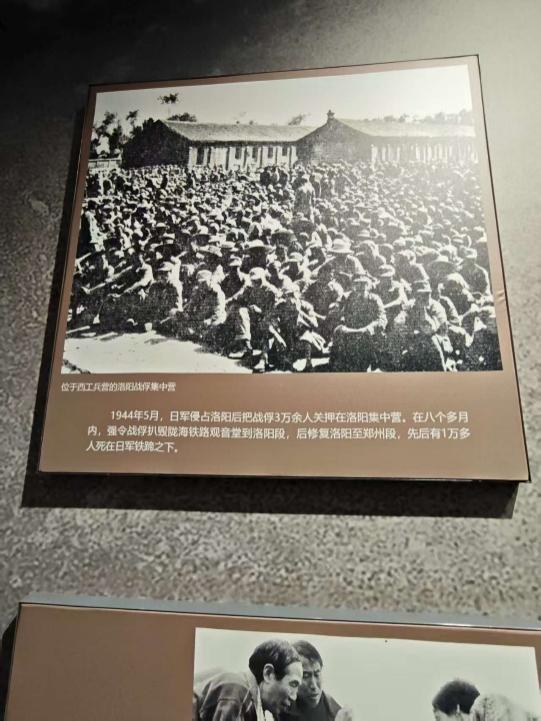 位于西工兵营的洛阳战俘集中营
1944年5月，日军侵占洛阳后把战俘3万余人关押在洛阳集中营。在八个多月
内，强令战俘扒毁陇海铁路观音堂到洛阳段，后修复洛阳至郑州段，先后有1万多
人死在日军铁蹄之下。